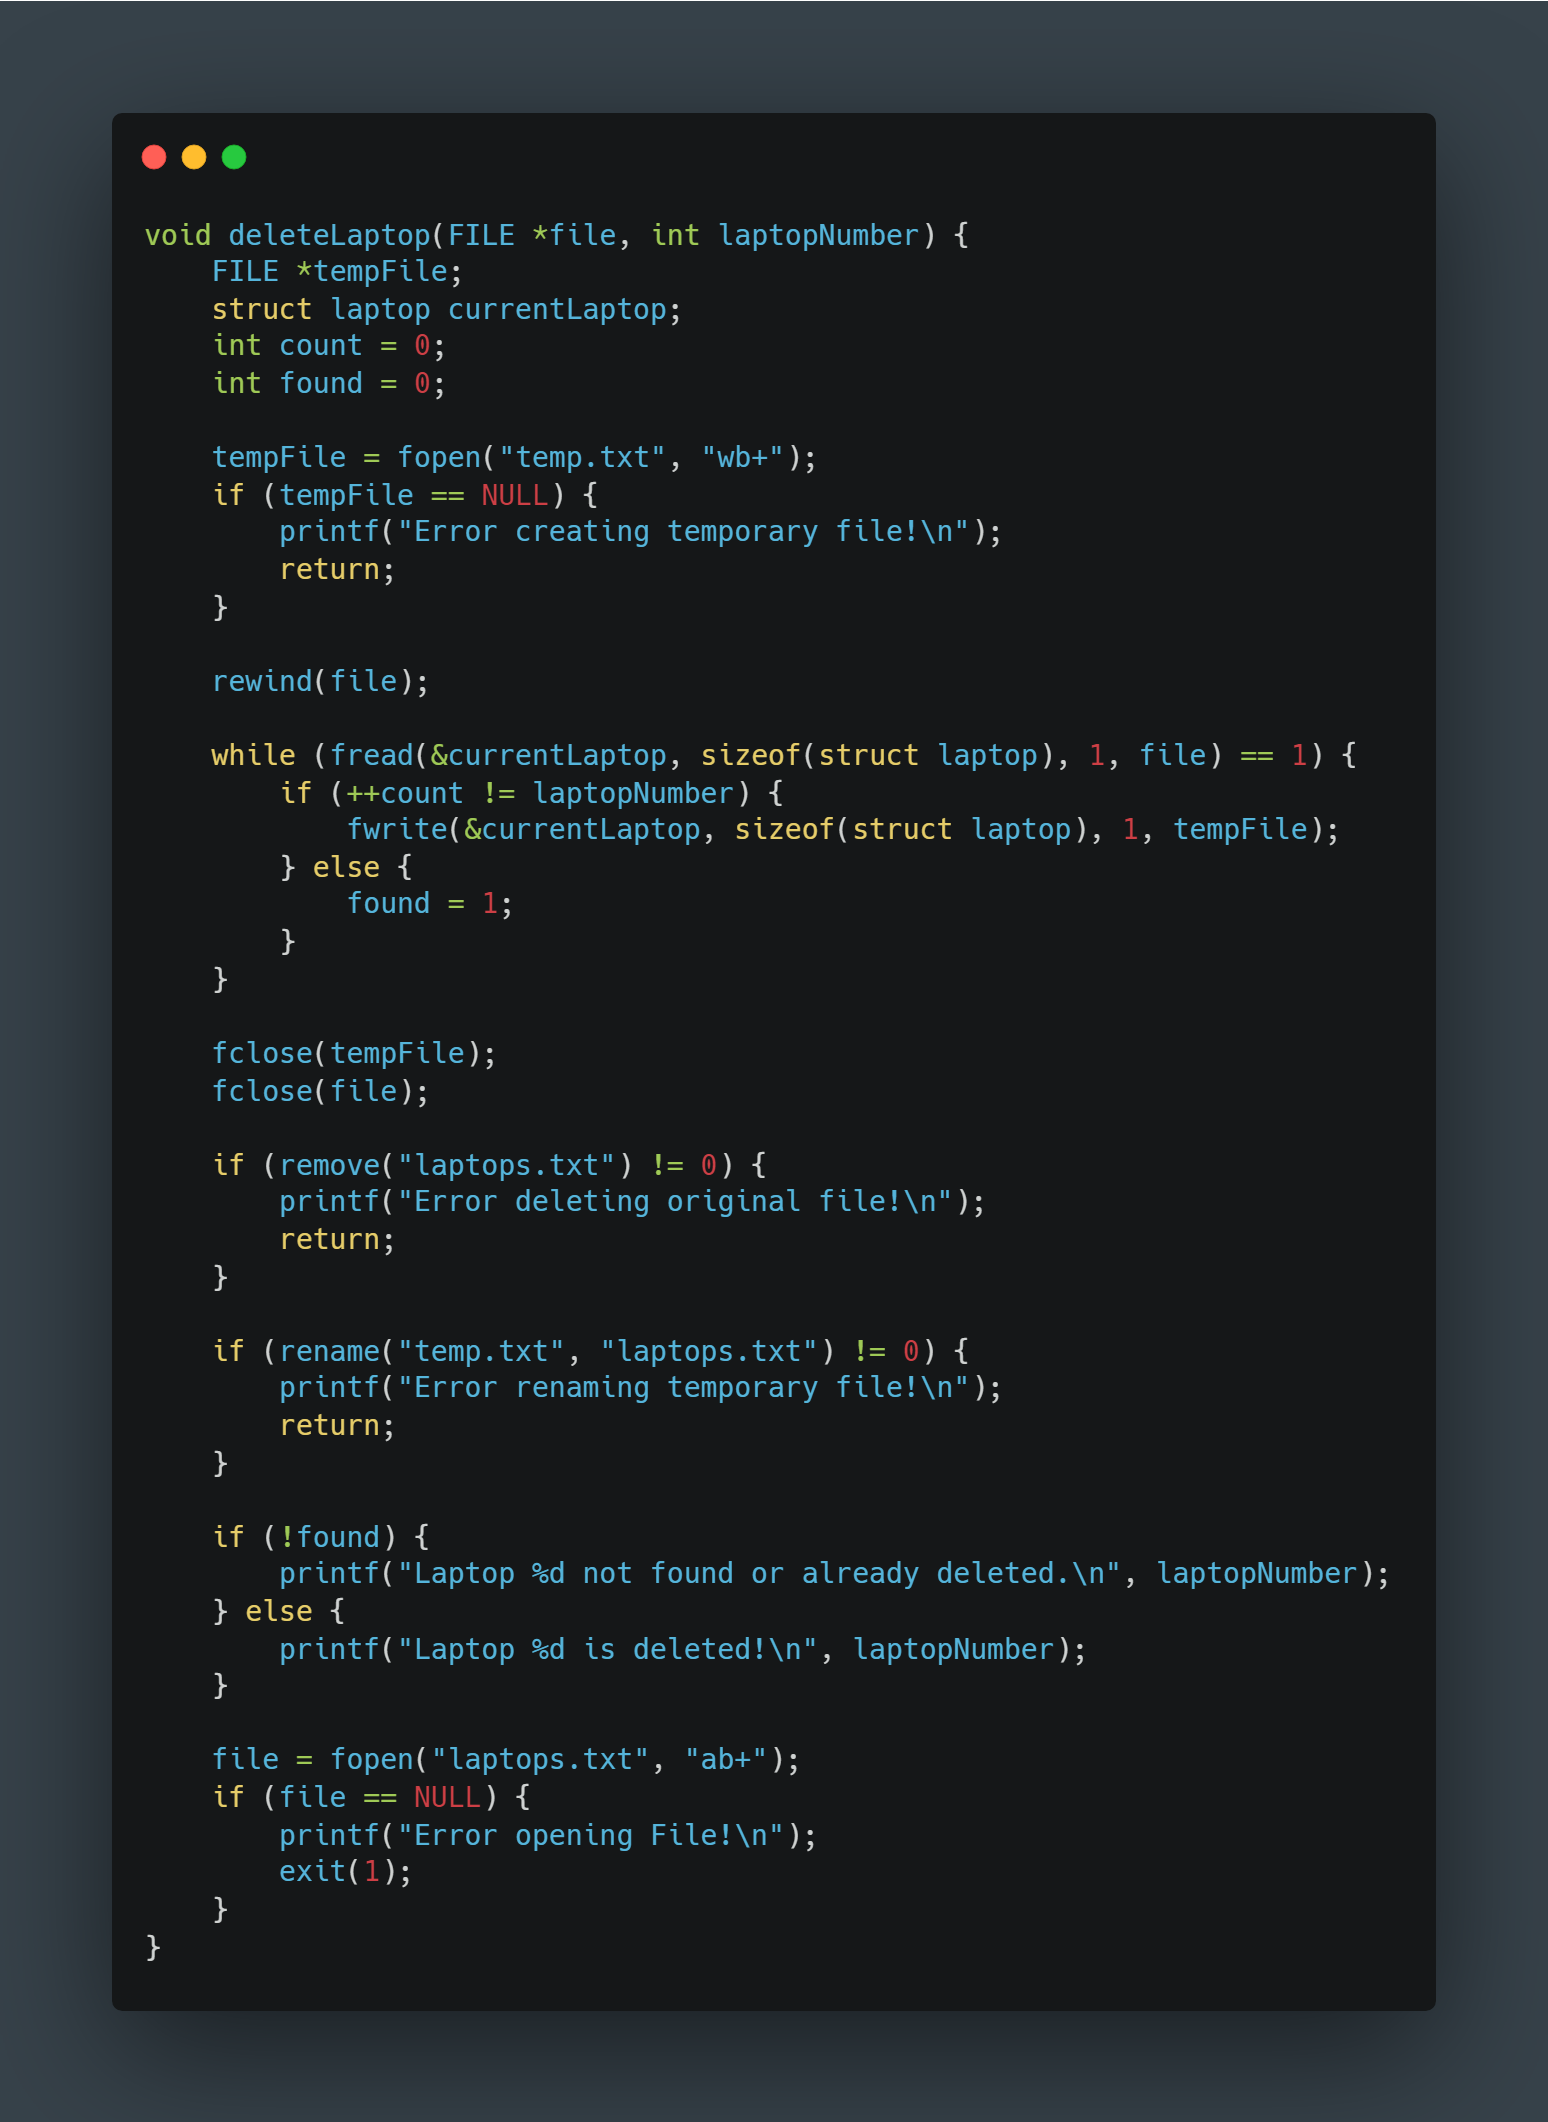 void deleteLaptop(FILE *file, int laptopNumber) {
    FILE *tempFile;
    struct laptop currentLaptop;
    int count = 0;
    int found = 0;

    tempFile = fopen("temp.txt", "wb+");
    if (tempFile == NULL) {
        printf("Error creating temporary file!\n");
        return;
    }

    rewind(file);

    while (fread(&currentLaptop, sizeof(struct laptop), 1, file) == 1) {
        if (++count != laptopNumber) {
            fwrite(&currentLaptop, sizeof(struct laptop), 1, tempFile);
        } else {
            found = 1;
        }
    }

    fclose(tempFile);
    fclose(file);

    if (remove("laptops.txt") != 0) {
        printf("Error deleting original file!\n");
        return;
    }

    if (rename("temp.txt", "laptops.txt") != 0) {
        printf("Error renaming temporary file!\n");
        return;
    }

    if (!found) {
        printf("Laptop %d not found or already deleted.\n", laptopNumber);
    } else {
        printf("Laptop %d is deleted!\n", laptopNumber);
    }

    file = fopen("laptops.txt", "ab+");
    if (file == NULL) {
        printf("Error opening File!\n");
        exit(1);
    }
}